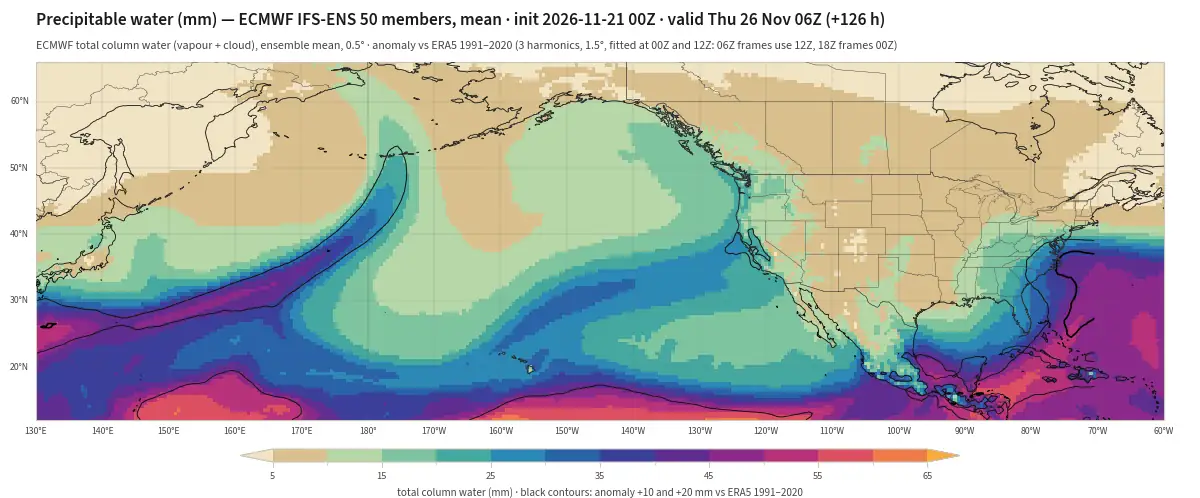 Precipitable water (mm) — ECMWF IFS-ENS 50 members, mean · init 2026-11-21 00Z · valid Thu 26 Nov 06Z (+126 h)
ECMWF total column water (vapour + cloud), ensemble mean, 0.5° · anomaly vs ERA5 1991–2020 (3 harmonics, 1.5°, fitted at 00Z and 12Z: 06Z frames use 12Z, 18Z frames 00Z)
60°N
50°N
40°N
30°N
20°N
130°E 140°E 150°E 160°E 170°E 180° 170°W 160°W 150°W 140°W 130°W 120°W 110°W 100°W 90°W 80°W 70°W 60°W
5 15 25 35 45 55 65
total column water (mm) · black contours: anomaly +10 and +20 mm vs ERA5 1991–2020